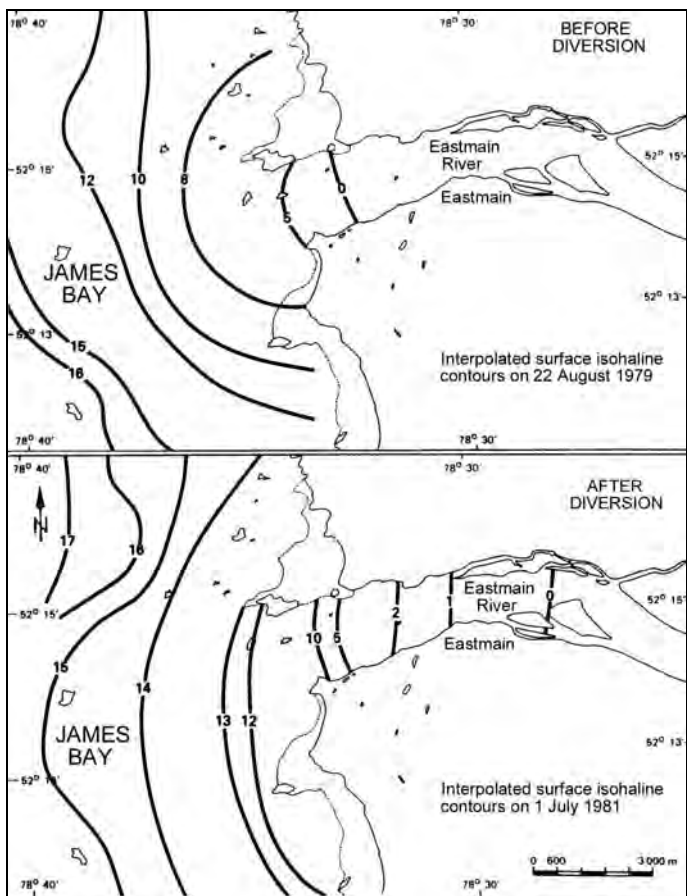 78° 40'
78° 30'
BEFORE
DIVERSION
Eastmain
River
52° 15'
52° 15'
12
10
8
5
0
Eastmain
JAMES
BAY
52° 13'
52° 13'
15
16
Interpolated surface isohaline
contours on 22 August 1979
78° 40'
78° 30'
78° 40'
78° 30'
AFTER
DIVERSION
N
17
16
52° 15'
52° 15'
Eastmain
River
0
1
2
5
10
Eastmain
15
14
13
12
JAMES
BAY
52° 13'
Interpolated surface isohaline
contours on 1 July 1981
0 600 3 000 m
78° 40'
78° 30'